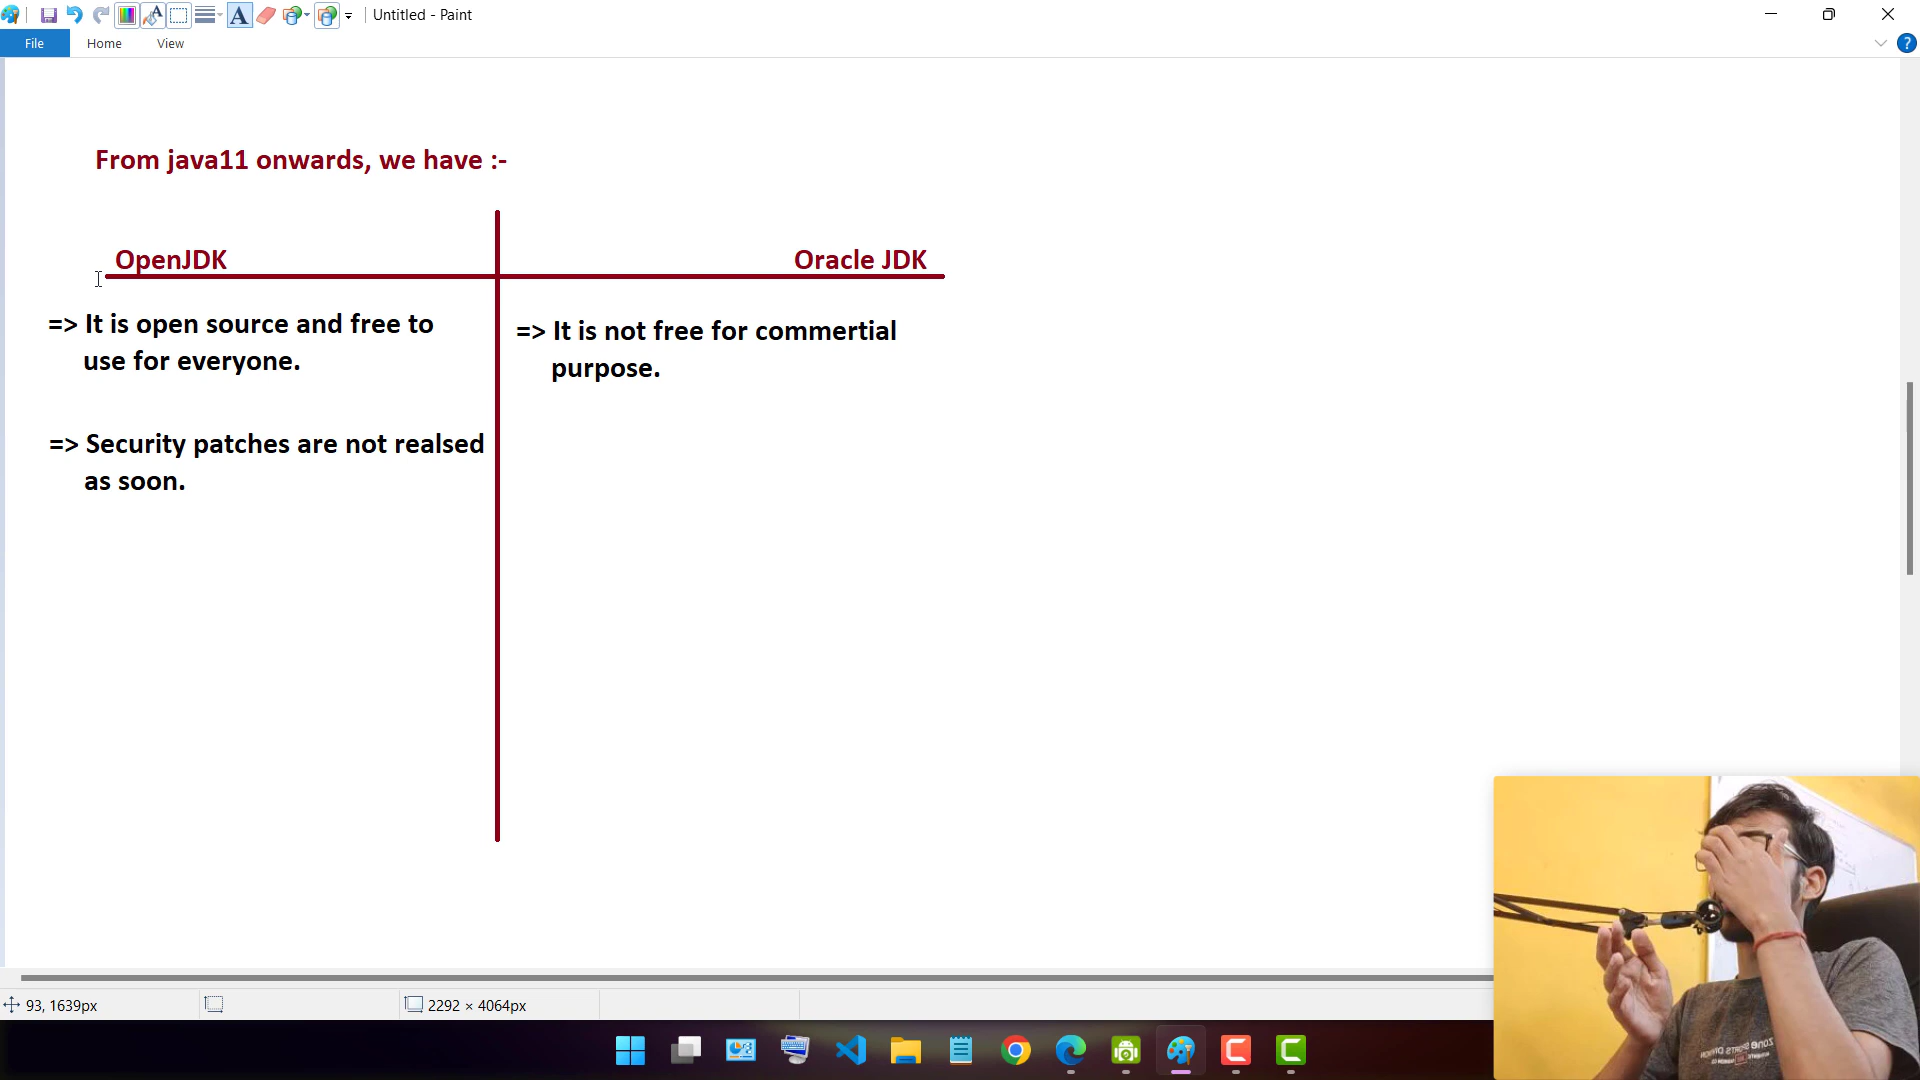 Untitled - Paint
File Home View
From java11 onwards, we have :-
OpenJDK
Oracle JDK
=> It is open source and free to
use for everyone.
=> It is not free for commertial
purpose.
=> Security patches are not realsed
as soon.
93, 1639px
2292 × 4064px